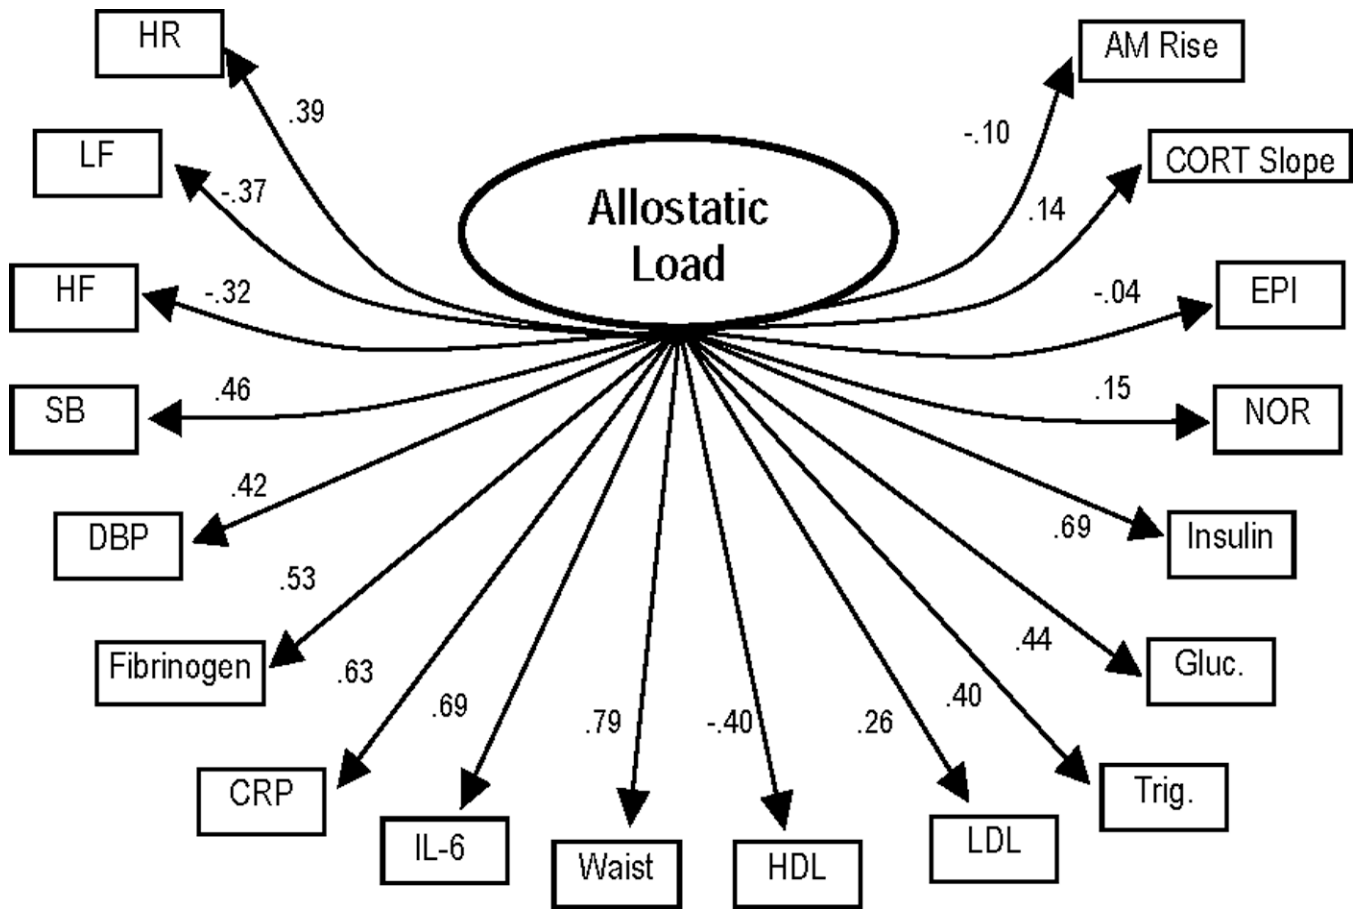 HR
AM Rise
.39
-.10
LF
CORT Slope
-.37
.14
Allostatic
Load
HF
EPI
-.32
-.04
SB
NOR
.46
.15
DBP
Insulin
.42
.69
Fibrinogen
Gluc.
.53
.44
CRP
Trig.
.63
.40
IL-6
LDL
.69
.26
Waist
HDL
.79
-.40